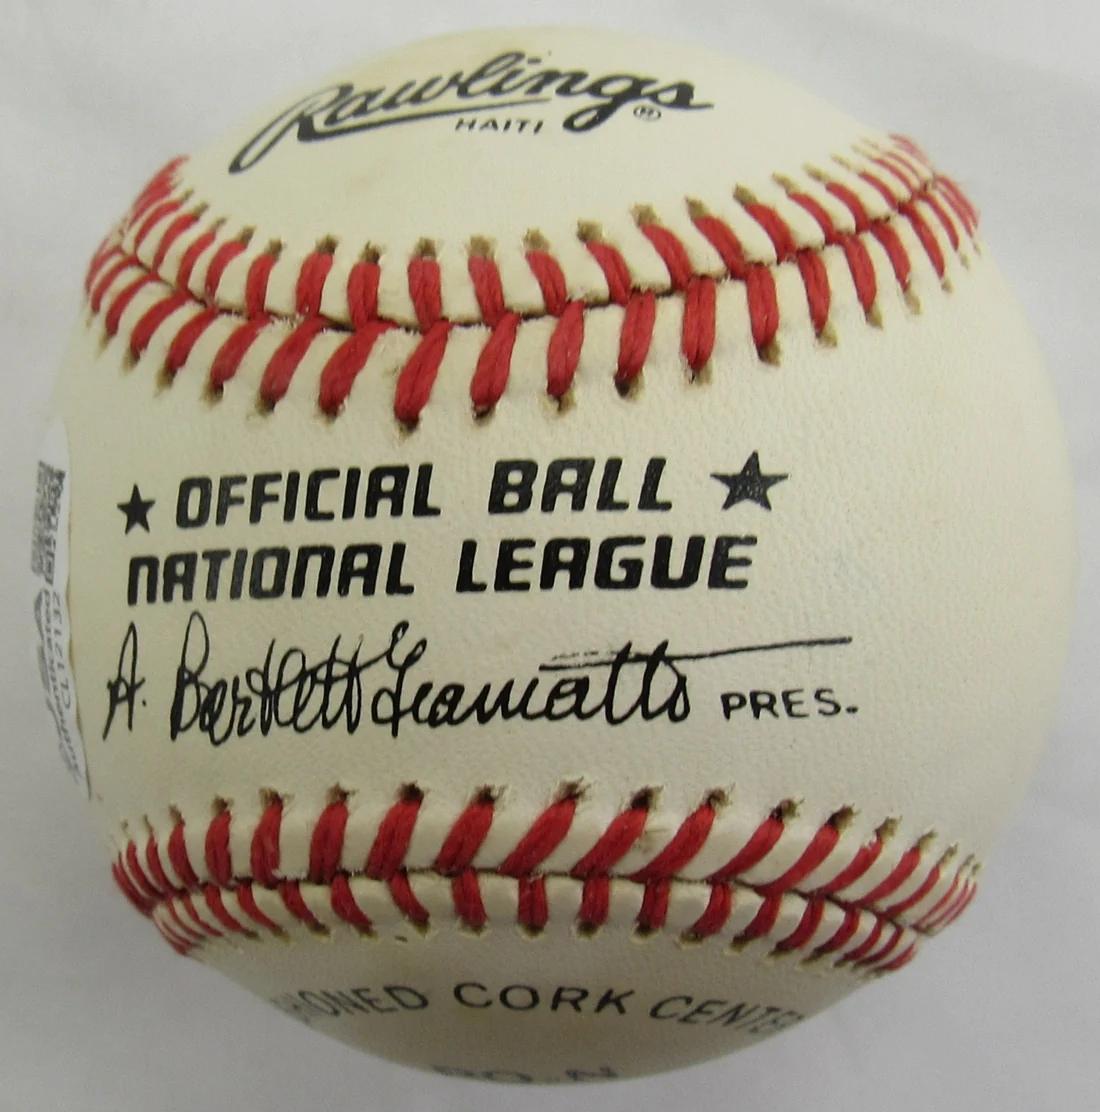 Rawlings ®
HAITI
★ OFFICIAL BALL ★
NATIONAL LEAGUE
A. Bartlett Giamatti PRES.
CORK CENTER